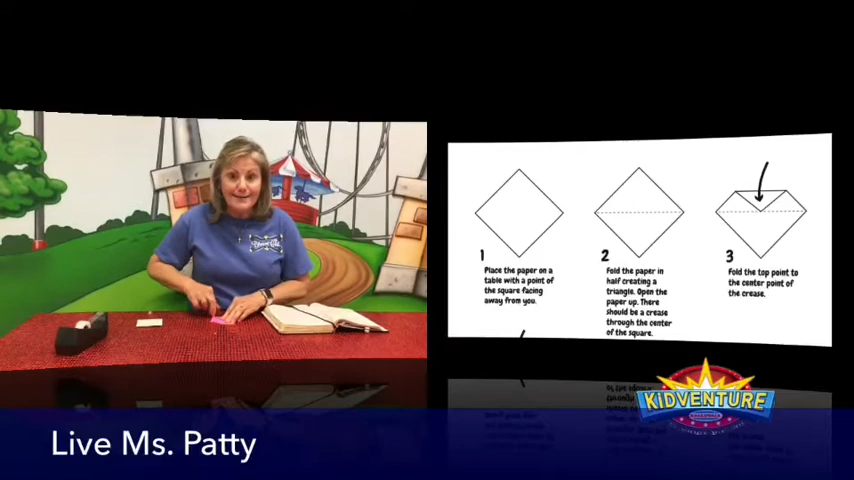 1
Place the paper on a
table with a point of
the square facing
away from you.
2
Fold the paper in
half creating a
triangle. Open the
paper up. There
should be a crease
through the center
of the square.
3
Fold the top point to
the center point of
the crease.
KIDVENTURE
Live Ms. Patty